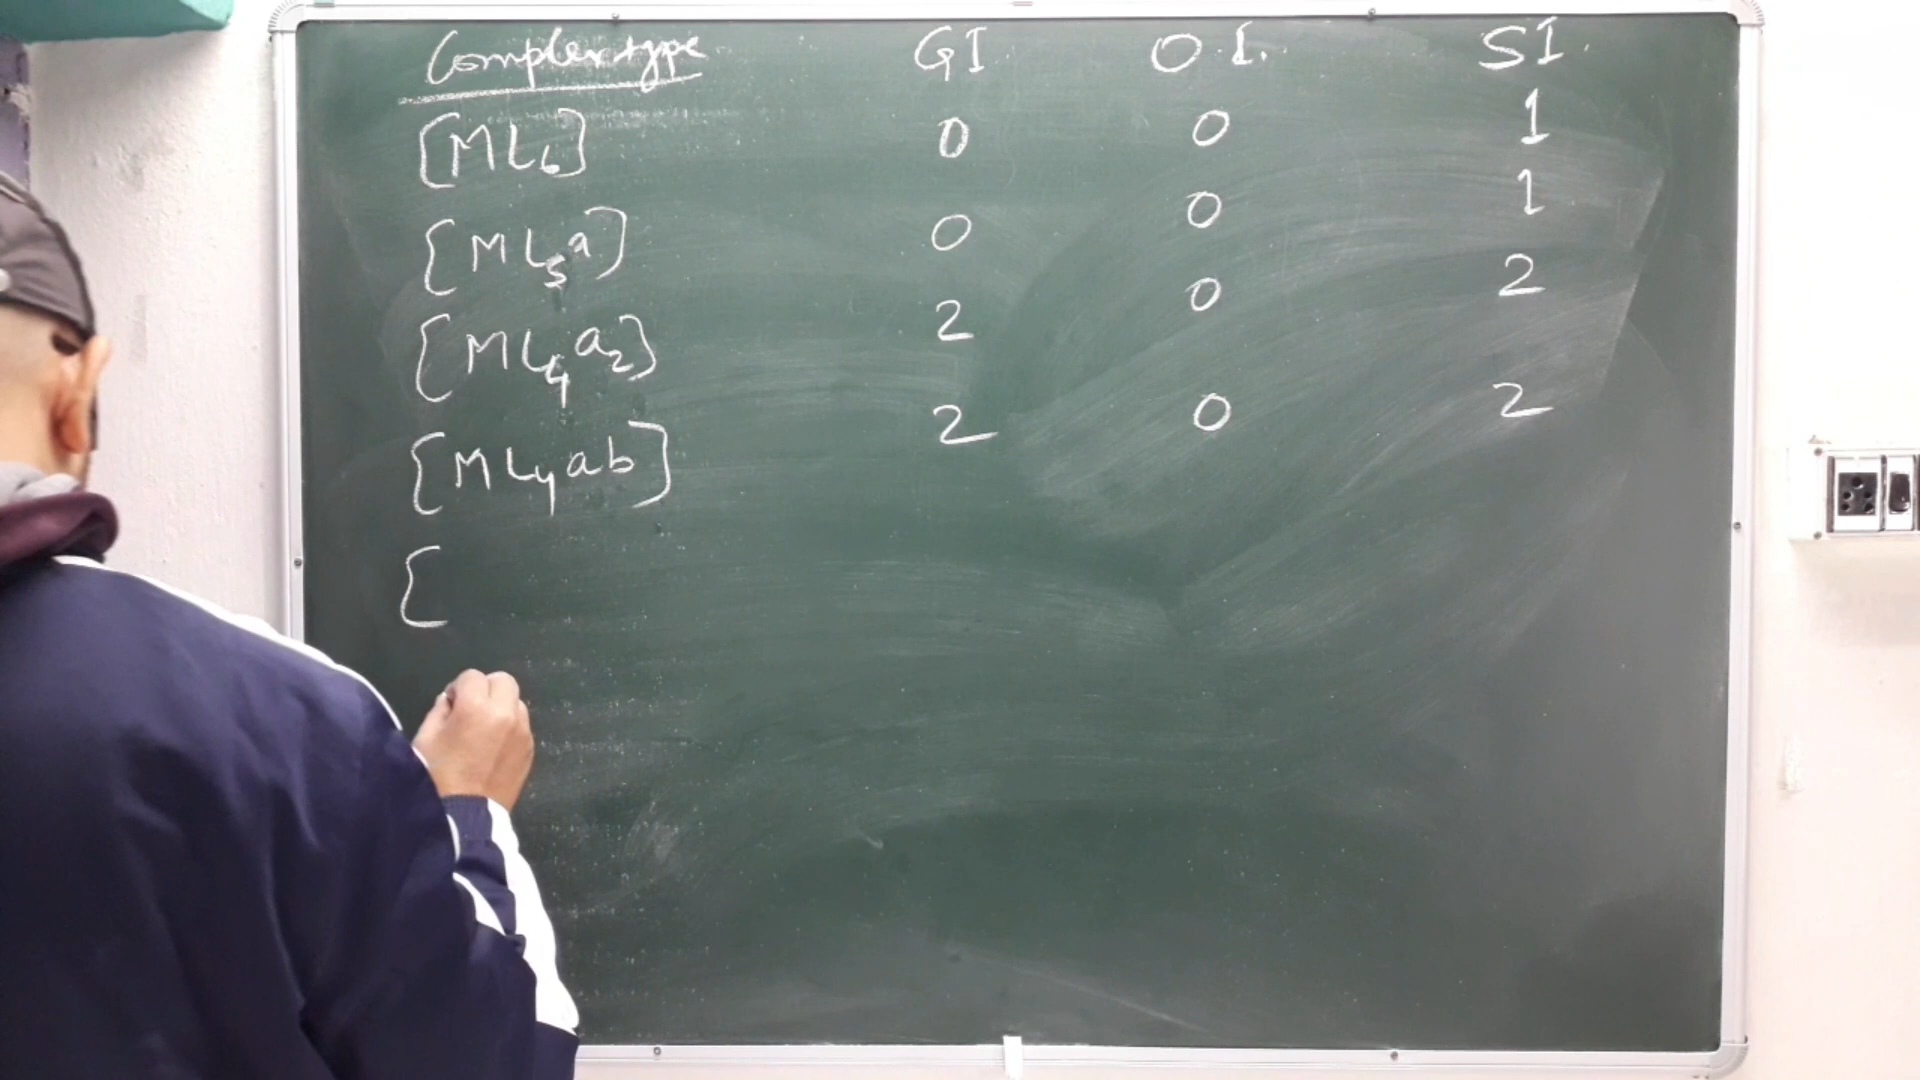 Complex type GI O.I. SI.
[ML6] 0 0 1
[ML5a] 0 0 1
[ML4a2] 2 0 2
[ML4ab] 2 0 2
[